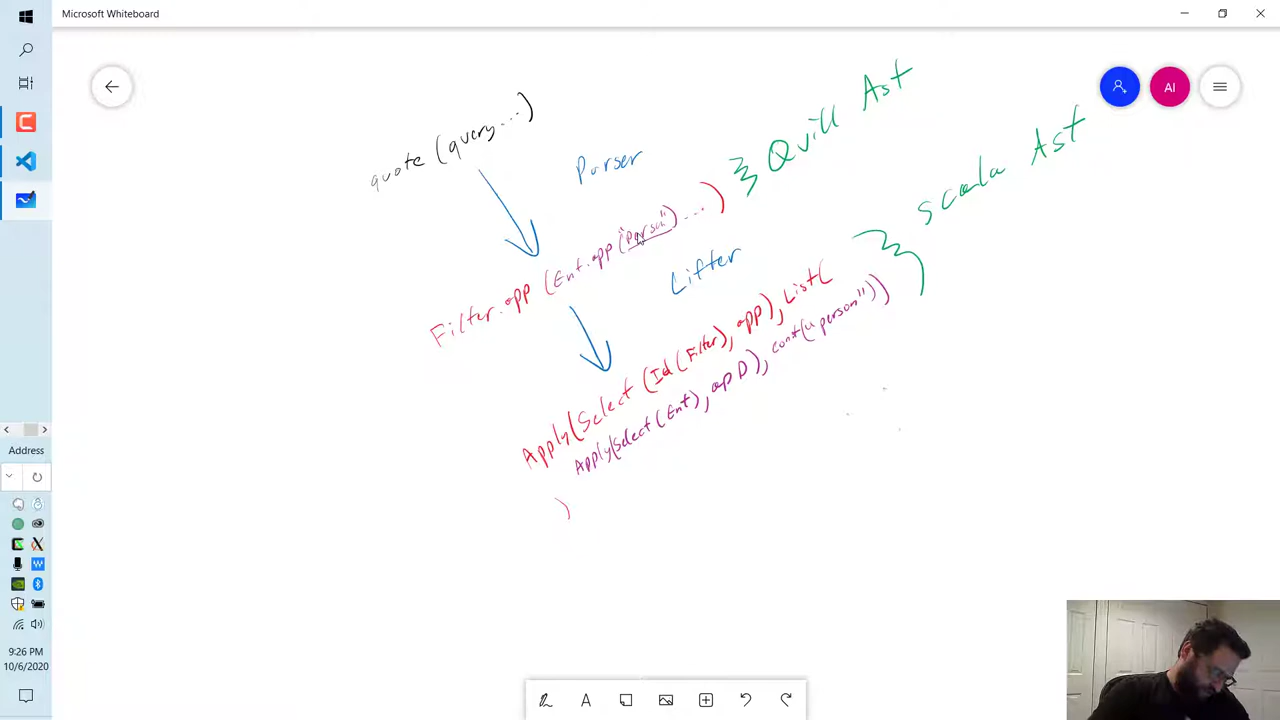 Microsoft Whiteboard
AI
quote (query...)
Parser
Filter.app (Ent.app ("Person") ...)
Quill Ast
Lifter
Apply(Select (Id (Filter), app), List(
Apply(Select(Ent), app), const("person"))
)
scala Ast
Address
9:26 PM
10/6/2020
A